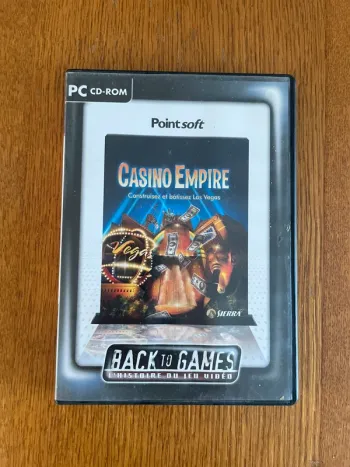 PC CD-ROM
Pointsoft
CASINO EMPIRE
Construisez et bâtissez Las Vegas
Vegas
SIERRA
BACK TO GAMES
L'HISTOIRE DU JEU VIDÉO